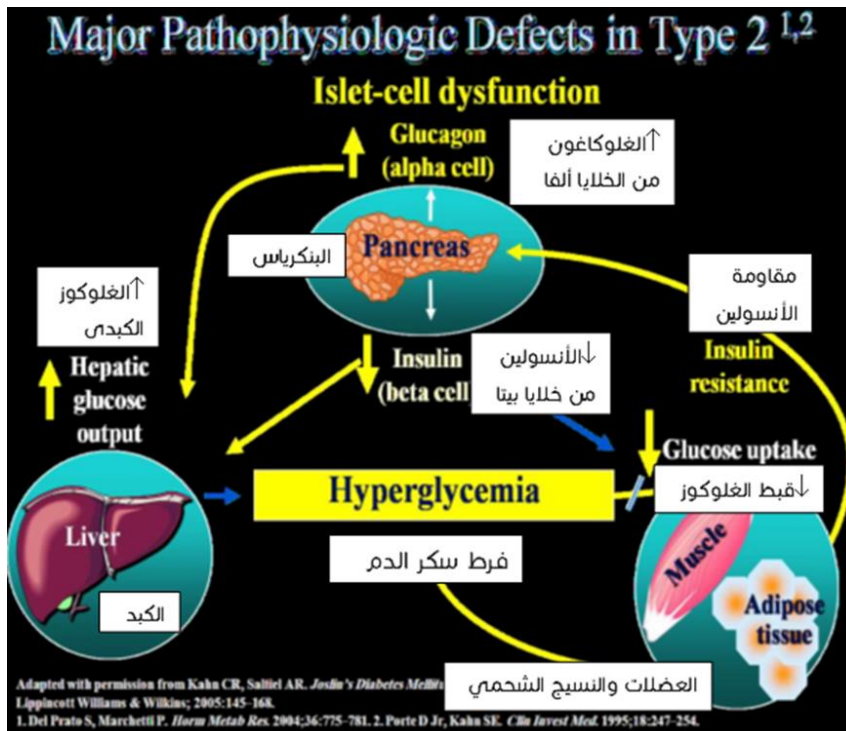 Major Pathophysiologic Defects in Type 2 1,2
Islet-cell dysfunction
Glucagon
(alpha cell)
↑الغلوكاغون
من الخلايا ألفا
Pancreas
البنكرياس
مقاومة
الأنسولين
Insulin
resistance
↑الغلوكوز
الكبدي
Hepatic
glucose
output
Insulin
(beta cell
↓الأنسولين
من خلايا بيتا
Glucose uptake
↓قبط الغلوكوز
Hyperglycemia
فرط سكر الدم
Liver
الكبد
Muscle
Adipose
tissue
العضلات والنسيج الشحمي
Adapted with permission from Kahn CR, Saltiel AR. Joslin's Diabetes
Lippincott Williams & Wilkins; 2005:145–168.
1. Del Prato S, Marchetti P. Horm Metab Res. 2004;36:775–781. 2. Porte D Jr, Kahn SE. Clin Invest Med. 1995;18:247–254.